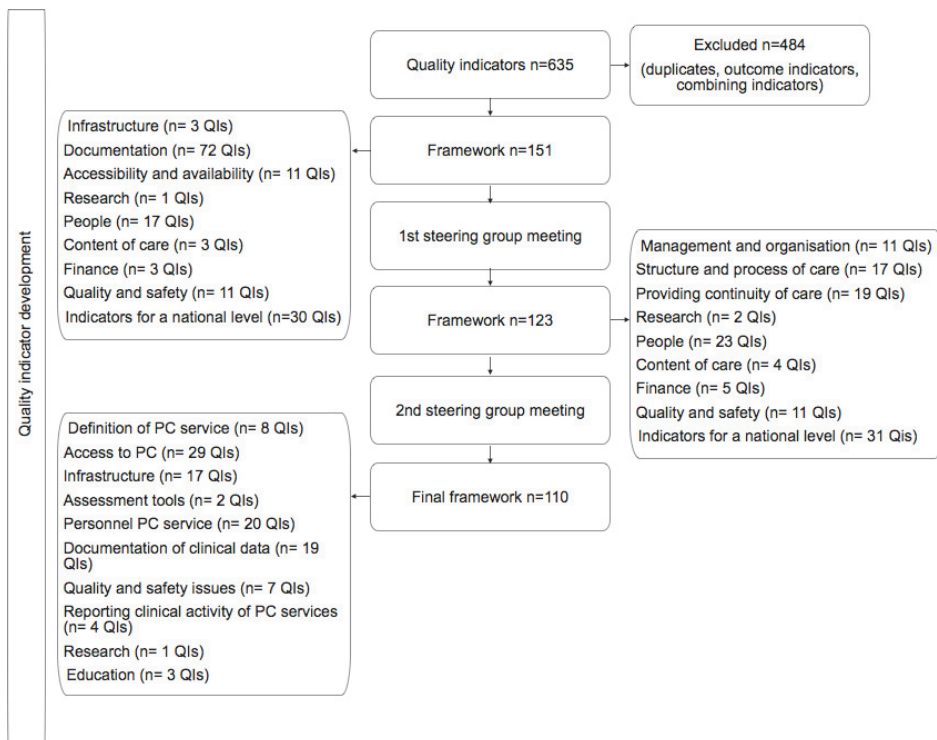 Quality indicator development
Quality indicators n=635
Excluded n=484
(duplicates, outcome indicators,
combining indicators)
Framework n=151
Infrastructure (n= 3 QIs)
Documentation (n= 72 QIs)
Accessibility and availability (n= 11 QIs)
Research (n= 1 QIs)
People (n= 17 QIs)
Content of care (n= 3 QIs)
Finance (n= 3 QIs)
Quality and safety (n= 11 QIs)
Indicators for a national level (n=30 QIs)
1st steering group meeting
Framework n=123
Management and organisation (n= 11 QIs)
Structure and process of care (n= 17 QIs)
Providing continuity of care (n= 19 QIs)
Research (n= 2 QIs)
People (n= 23 QIs)
Content of care (n= 4 QIs)
Finance (n= 5 QIs)
Quality and safety (n= 11 QIs)
Indicators for a national level (n= 31 Qis)
2nd steering group meeting
Final framework n=110
Definition of PC service (n= 8 QIs)
Access to PC (n= 29 QIs)
Infrastructure (n= 17 QIs)
Assessment tools (n= 2 QIs)
Personnel PC service (n= 20 QIs)
Documentation of clinical data (n= 19
QIs)
Quality and safety issues (n= 7 QIs)
Reporting clinical activity of PC services
(n= 4 QIs)
Research (n= 1 QIs)
Education (n= 3 QIs)